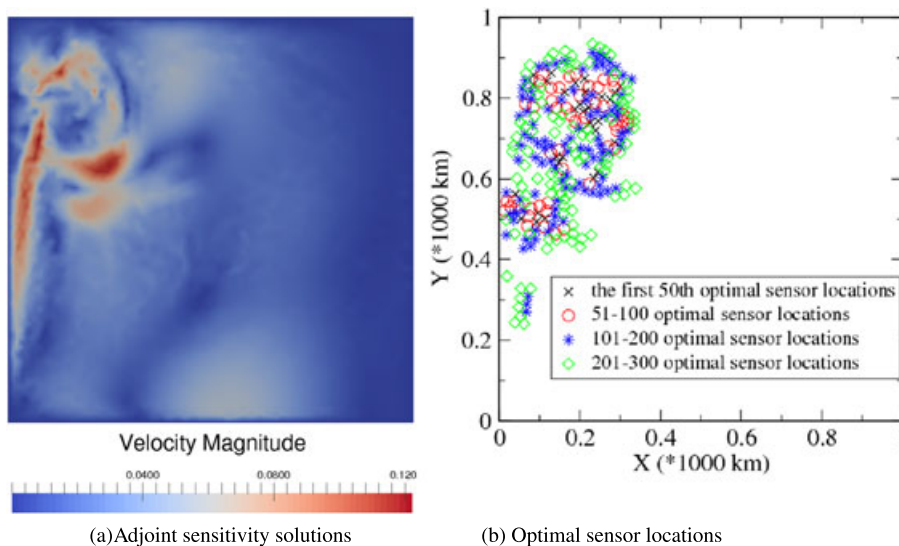 Velocity Magnitude
0.0400 0.0800 0.120
(a)Adjoint sensitivity solutions
1
0.8
0.6
0.4
0.2
0
Y (*1000 km)
× the first 50th optimal sensor locations
51-100 optimal sensor locations
101-200 optimal sensor locations
201-300 optimal sensor locations
0 0.2 0.4 0.6 0.8
X (*1000 km)
(b) Optimal sensor locations